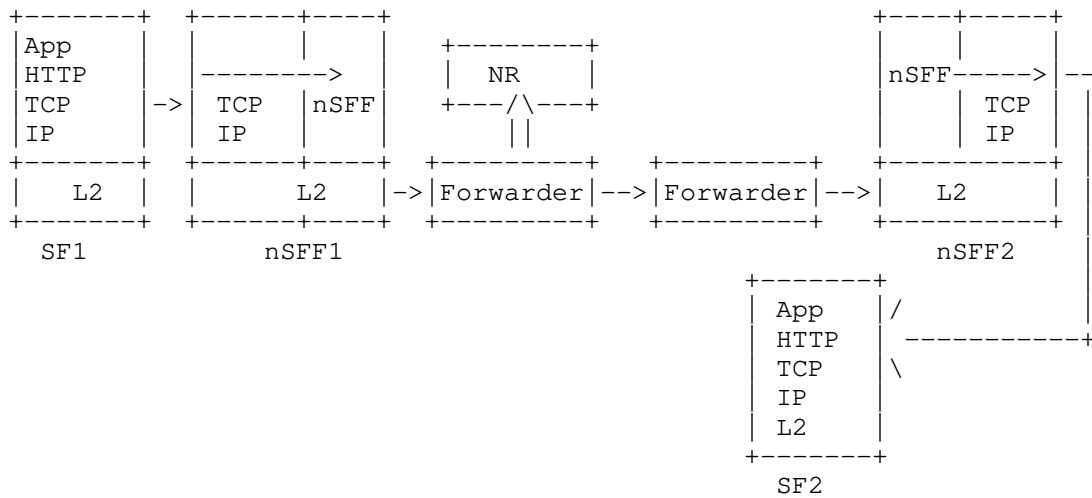 App
HTTP NR nSFF
TCP TCP nSFF TCP
IP IP IP
L2 L2 Forwarder Forwarder L2
SF1 nSFF1 nSFF2
App
HTTP
TCP
IP
L2
SF2